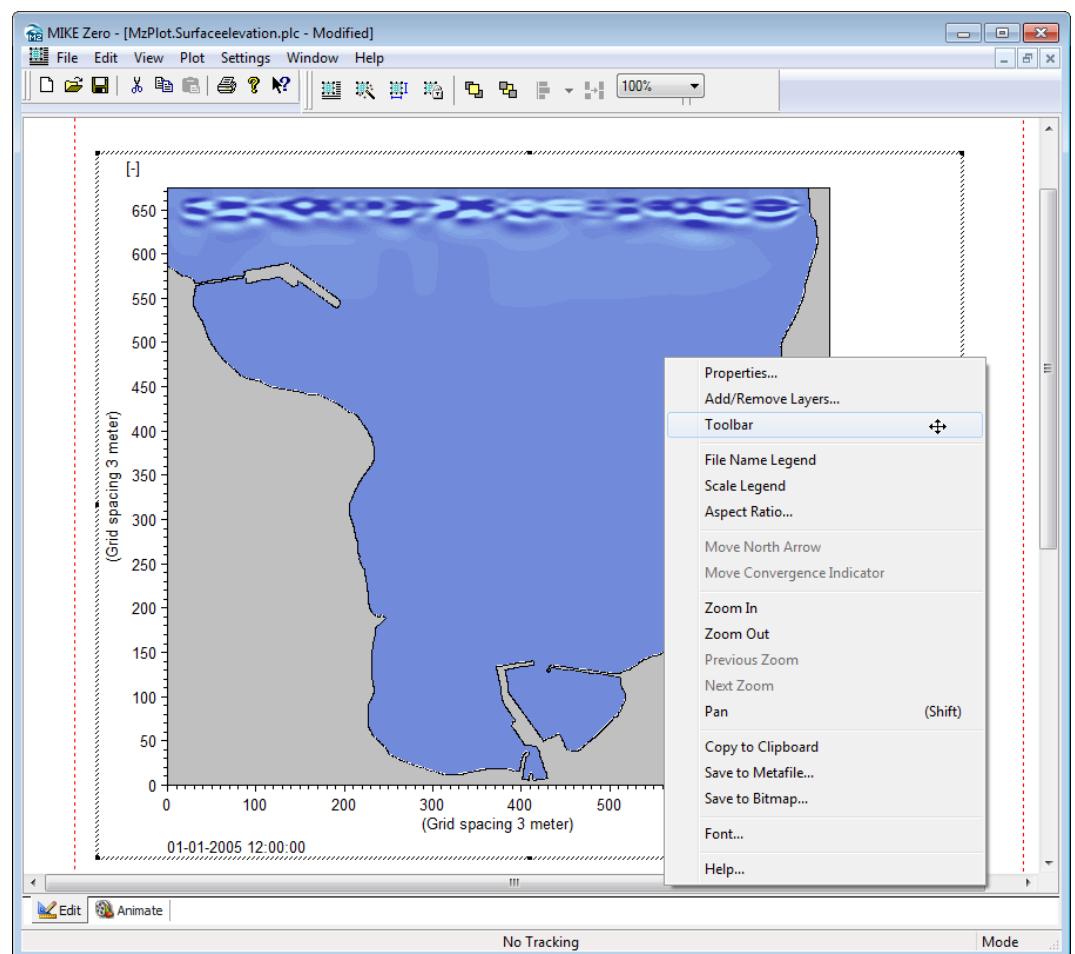 MIKE Zero - [MzPlot.Surfaceelevation.plc - Modified]
File Edit View Plot Settings Window Help
100%
[-]
650
600
550
500
450
400
350
300
250
200
150
100
50
0
(Grid spacing 3 meter)
0 100 200 300 400 500
(Grid spacing 3 meter)
01-01-2005 12:00:00
Properties...
Add/Remove Layers...
Toolbar
File Name Legend
Scale Legend
Aspect Ratio...
Move North Arrow
Move Convergence Indicator
Zoom In
Zoom Out
Previous Zoom
Next Zoom
Pan (Shift)
Copy to Clipboard
Save to Metafile...
Save to Bitmap...
Font...
Help...
Edit Animate
No Tracking Mode